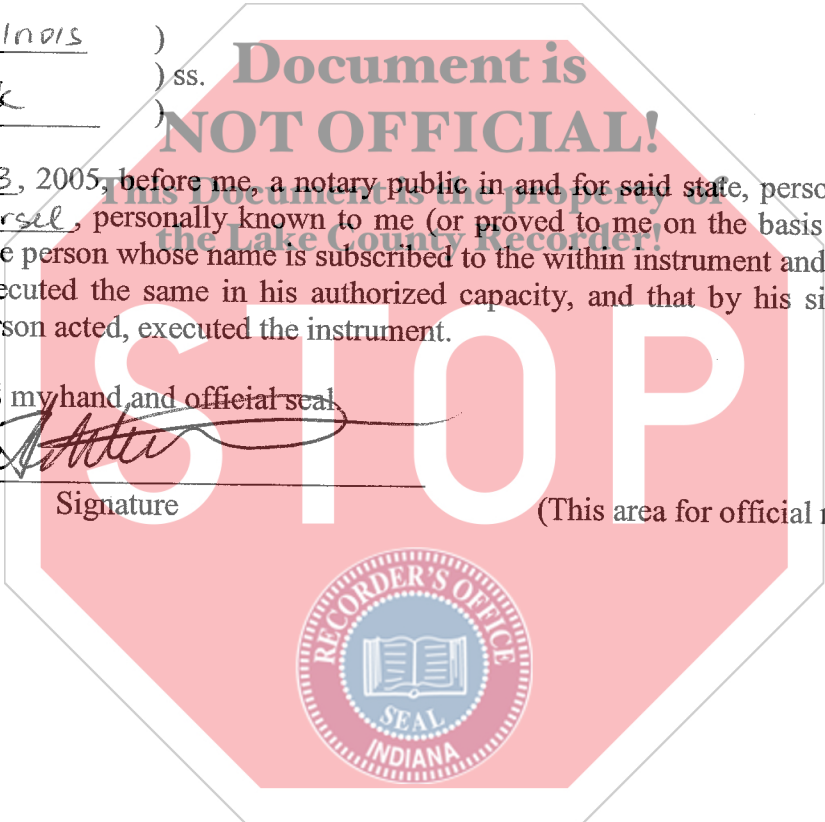 linois )
) ss.
k )
Document is
NOT OFFICIAL!
This Document is the property of
the Lake County Recorder!
3, 2005, before me, a notary public in and for said state, perso
rsel, personally known to me (or proved to me on the basis
e person whose name is subscribed to the within instrument and
ecuted the same in his authorized capacity, and that by his si
son acted, executed the instrument.
my hand and official seal
STOP
Signature
(This area for official
RECORDER'S OFFICE
SEAL
INDIANA